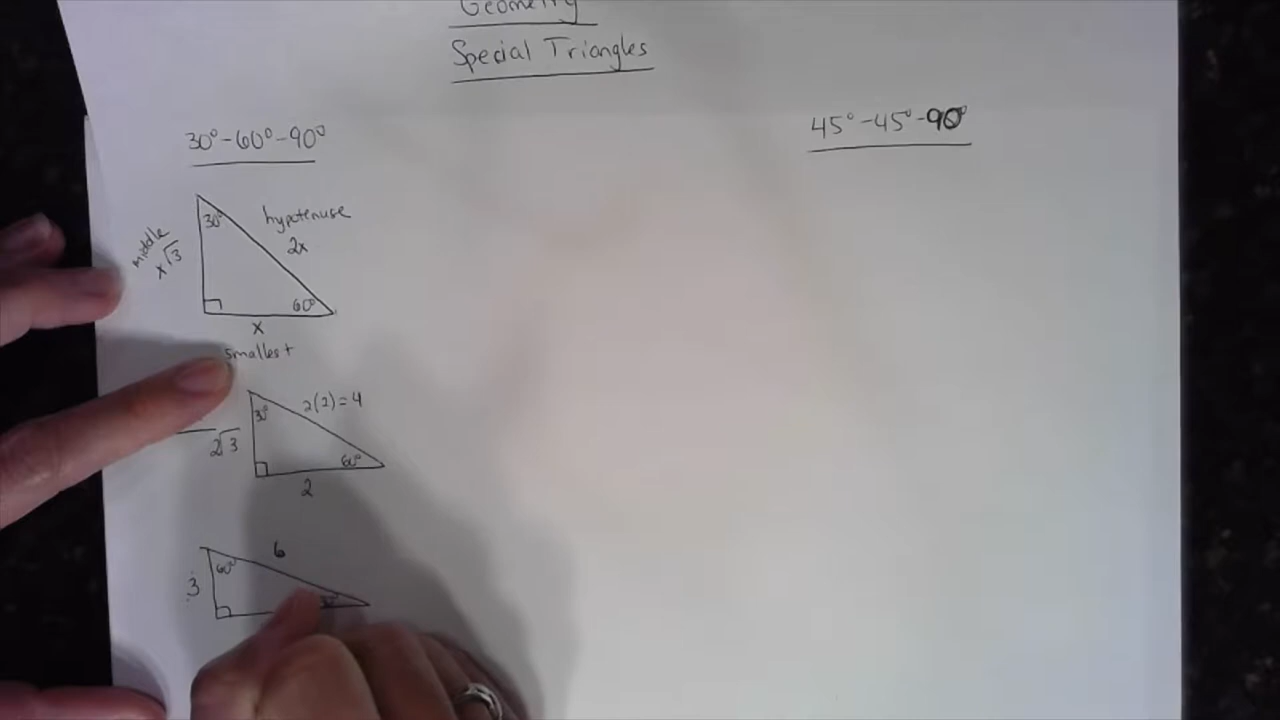 Geometry
Special Triangles
30°-60°-90°
45°-45°-90°
30°
hypotenuse
2x
middle
x√3
60°
x
smallest
30°
2(2)=4
2√3
60°
2
6
60°
3